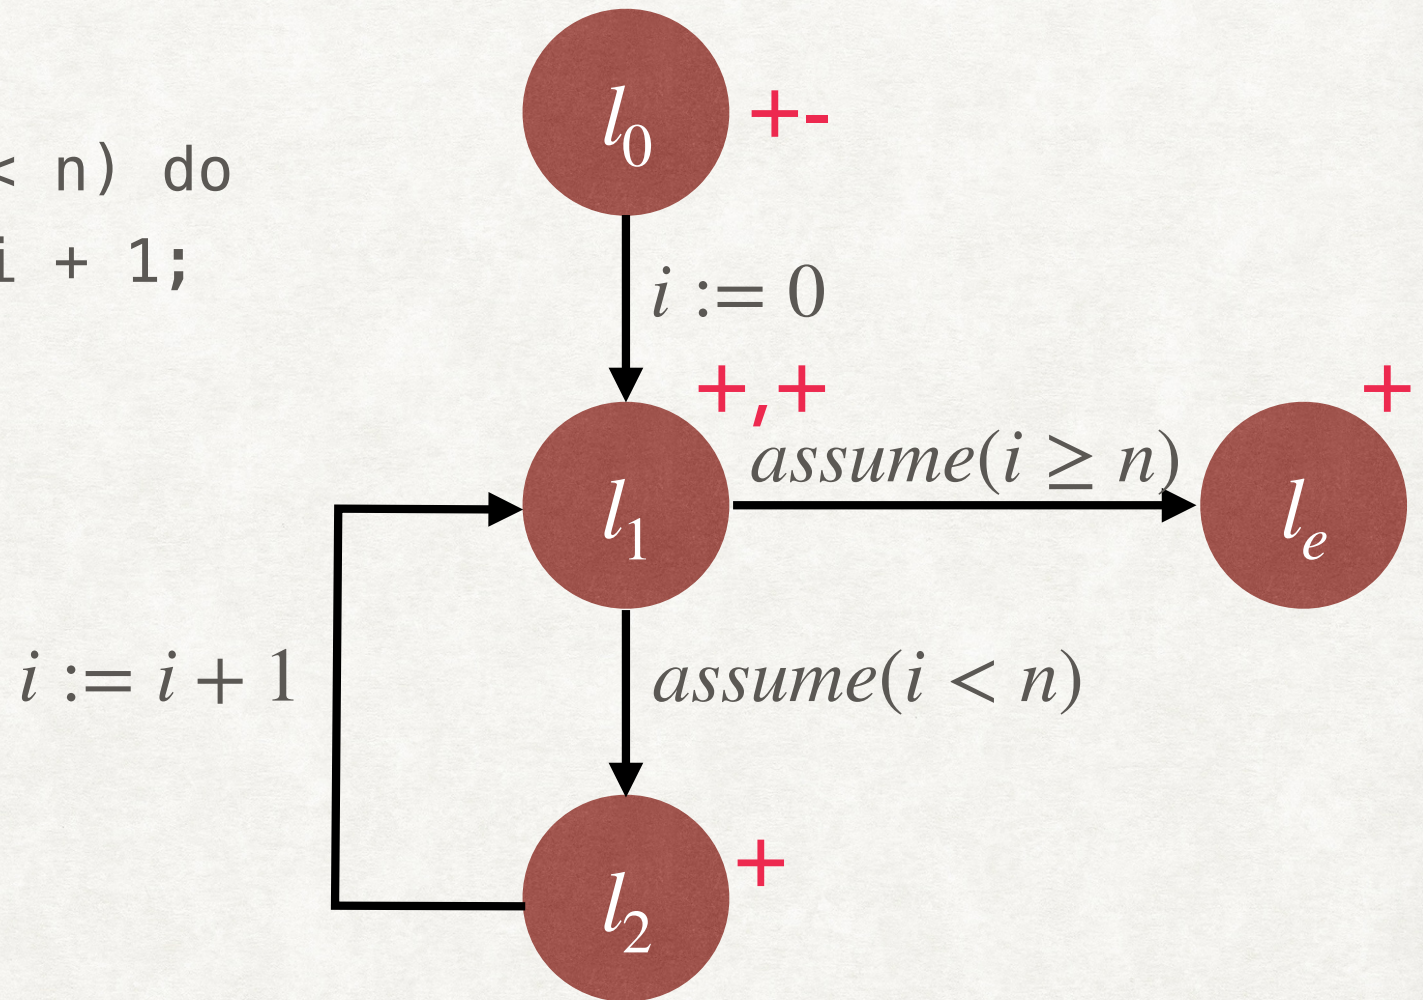 l₀
+-
< n) do
i + 1;
i := 0
+,+
+
assume(i ≥ n)
l₁
lₑ
i := i + 1
assume(i < n)
+
l₂